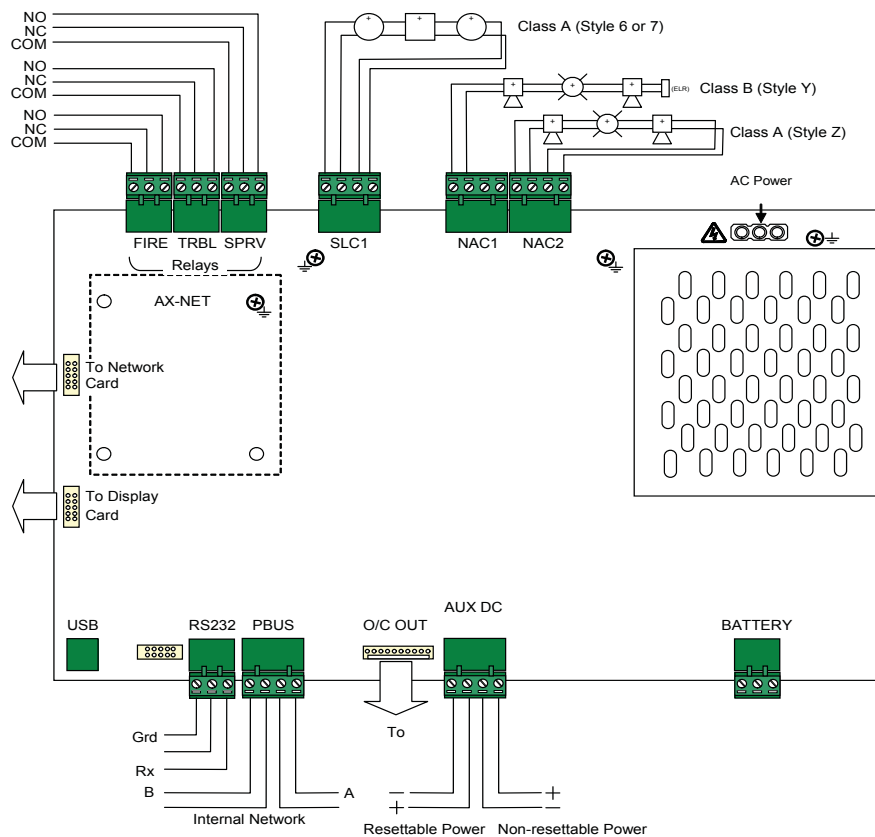 NO
NC
COM
NO
NC
COM
NO
NC
COM
Class A (Style 6 or 7)
(ELR)
Class B (Style Y)
Class A (Style Z)
AC Power
FIRE TRBL SPRV
SLC1
NAC1 NAC2
Relays
AX-NET
To Network
Card
To Display
Card
USB
RS232
PBUS
O/C OUT
AUX DC
BATTERY
Grd
Rx
To
B
A
Internal Network
Resettable Power
Non-resettable Power